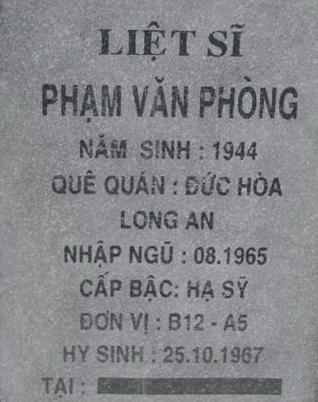 LIỆT SĨ
PHẠM VĂN PHÒNG
NĂM SINH : 1944
QUÊ QUÁN : ĐỨC HÒA
LONG AN
NHẬP NGŨ : 08.1965
CẤP BẬC: HẠ SỸ
ĐƠN VỊ : B12 - A5
HY SINH : 25.10.1967
TẠI :